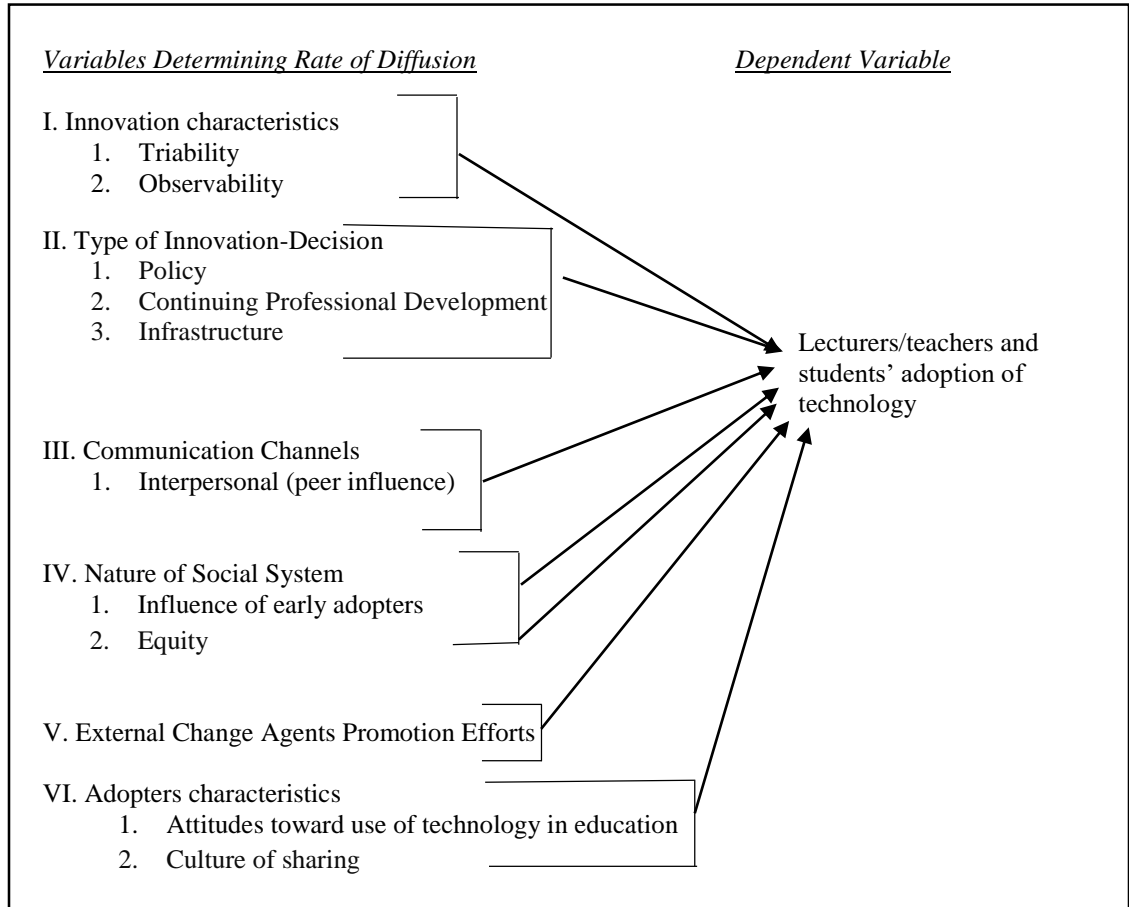 Variables Determining Rate of Diffusion
Dependent Variable
I. Innovation characteristics
1. Triability
2. Observability
II. Type of Innovation-Decision
1. Policy
2. Continuing Professional Development
3. Infrastructure
Lecturers/teachers and
students’ adoption of
technology
III. Communication Channels
1. Interpersonal (peer influence)
IV. Nature of Social System
1. Influence of early adopters
2. Equity
V. External Change Agents Promotion Efforts
VI. Adopters characteristics
1. Attitudes toward use of technology in education
2. Culture of sharing